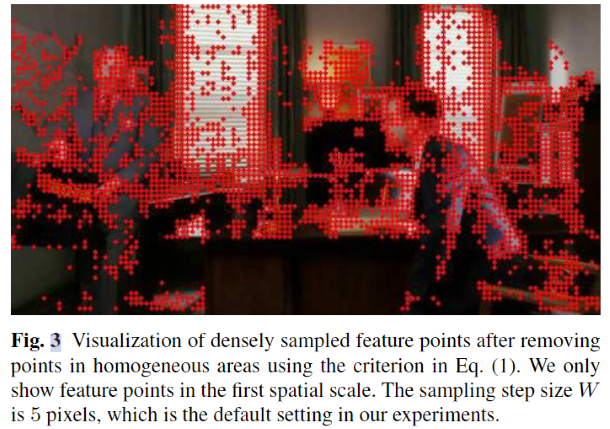 Fig. 3 Visualization of densely sampled feature points after removing
points in homogeneous areas using the criterion in Eq. (1). We only
show feature points in the first spatial scale. The sampling step size W
is 5 pixels, which is the default setting in our experiments.